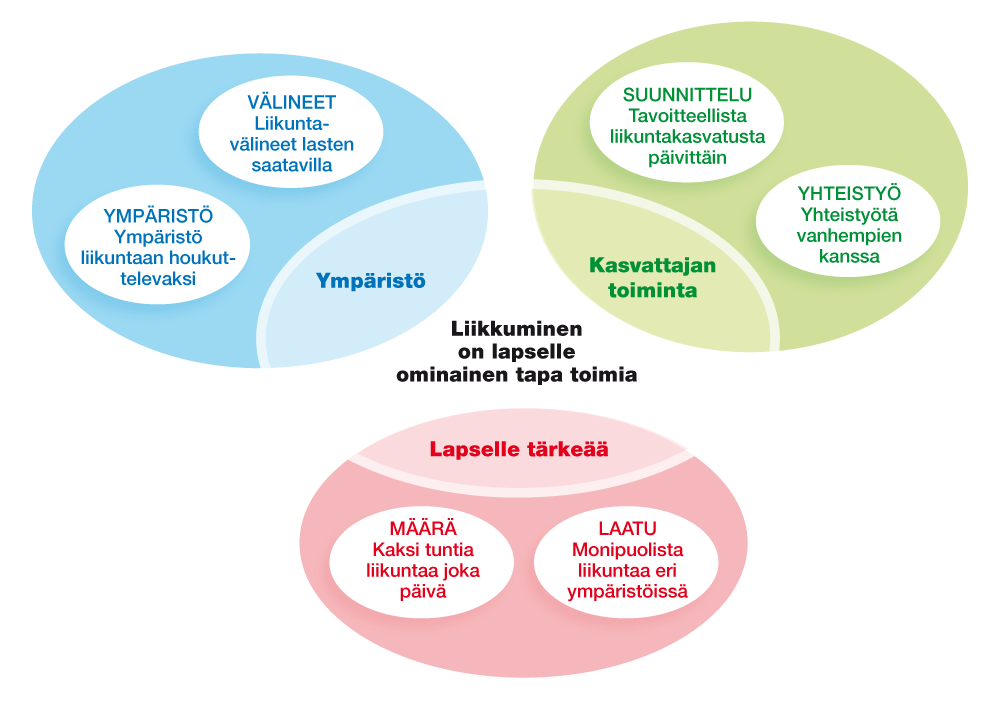 VÄLINEET
Liikunta-
välineet lasten
saatavilla
YMPÄRISTÖ
Ympäristö
liikuntaan houkut-
televaksi
Ympäristö
SUUNNITTELU
Tavoitteellista
liikuntakasvatusta
päivittäin
YHTEISTYÖ
Yhteistyötä
vanhempien
kanssa
Kasvattajan
toiminta
Liikkuminen
on lapselle
ominainen tapa toimia
Lapselle tärkeää
MÄÄRÄ
Kaksi tuntia
liikuntaa joka
päivä
LAATU
Monipuolista
liikuntaa eri
ympäristöissä